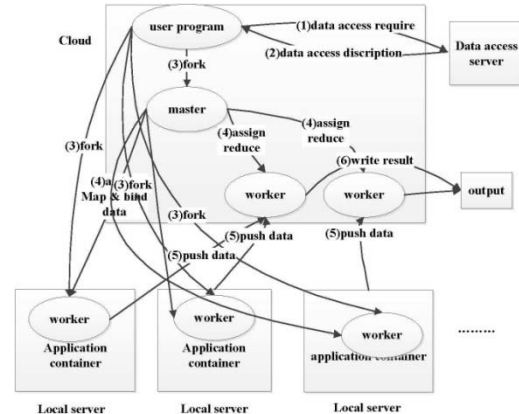 Cloud
user program
(1)data access require
(2)data access discription
Data access
server
(3)fork
master
(4)assign
reduce
(4)assign
reduce
(6)write result
(3)fork
(4)a
(3)fork
Map & bind
data
worker
worker
output
(3)fork
(5)push data
(5)push data
(5)push data
worker
Application
container
worker
Application
container
worker
application container
.........
Local server
Local server
Local server